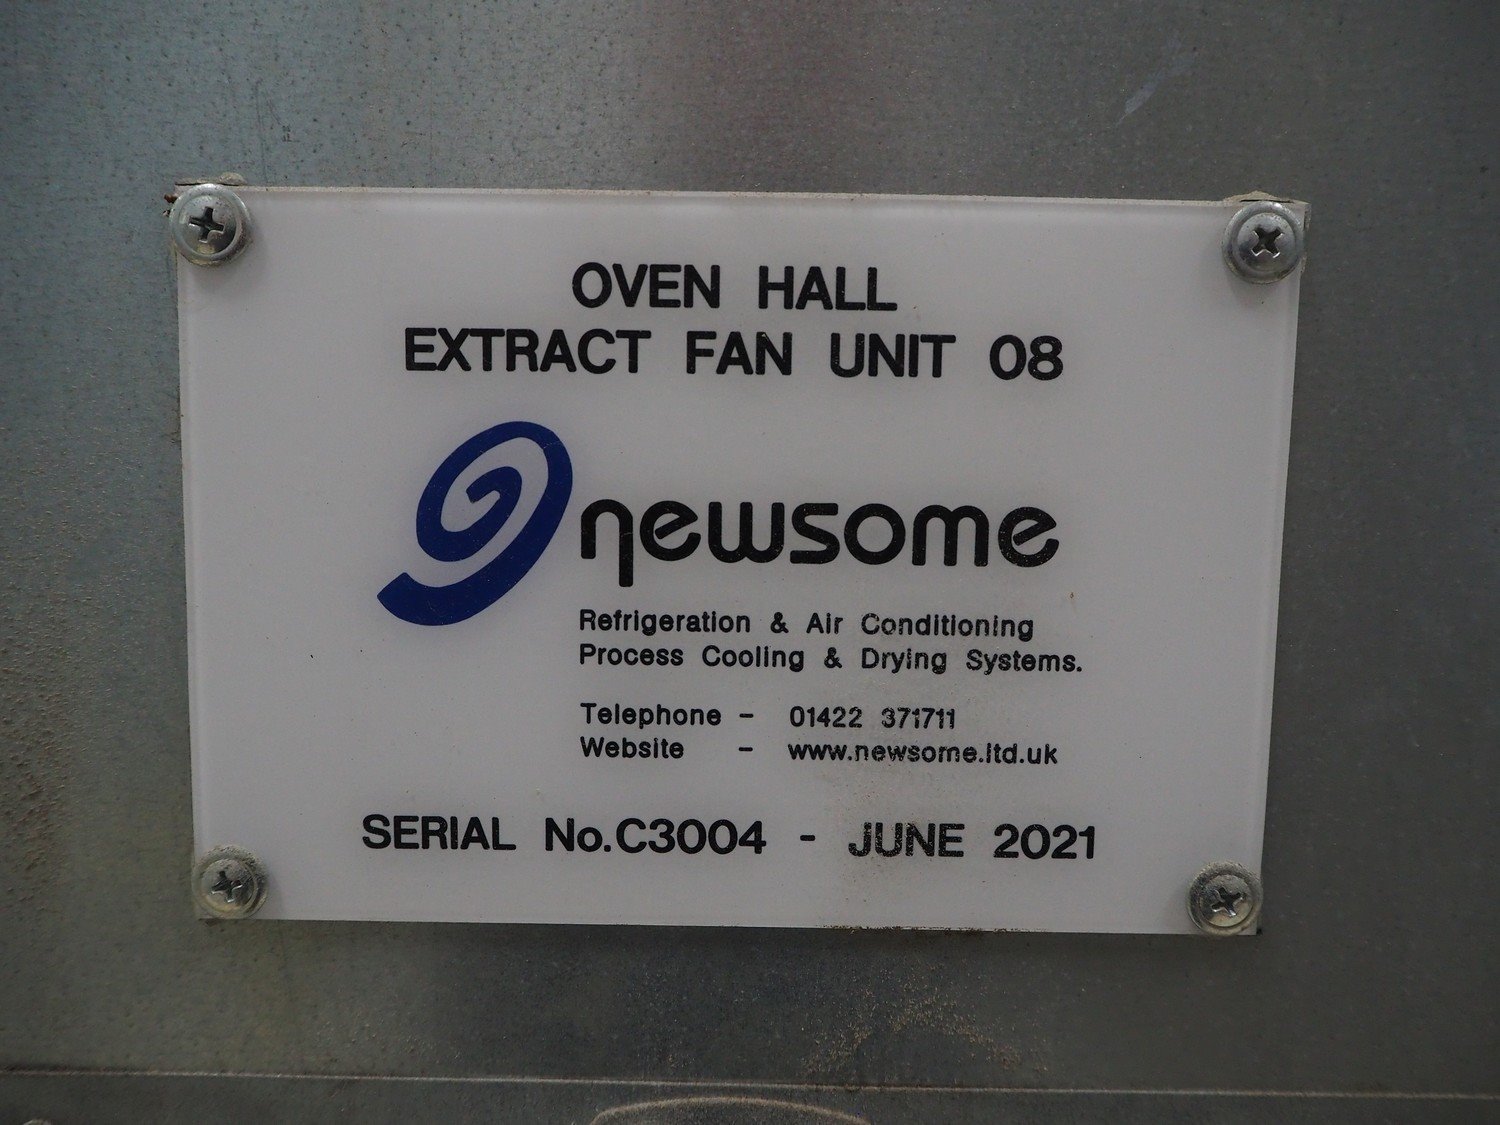 OVEN HALL
EXTRACT FAN UNIT 08
newsome
Refrigeration & Air Conditioning
Process Cooling & Drying Systems.
Telephone - 01422 371711
Website - www.newsome.ltd.uk
SERIAL No.C3004 - JUNE 2021